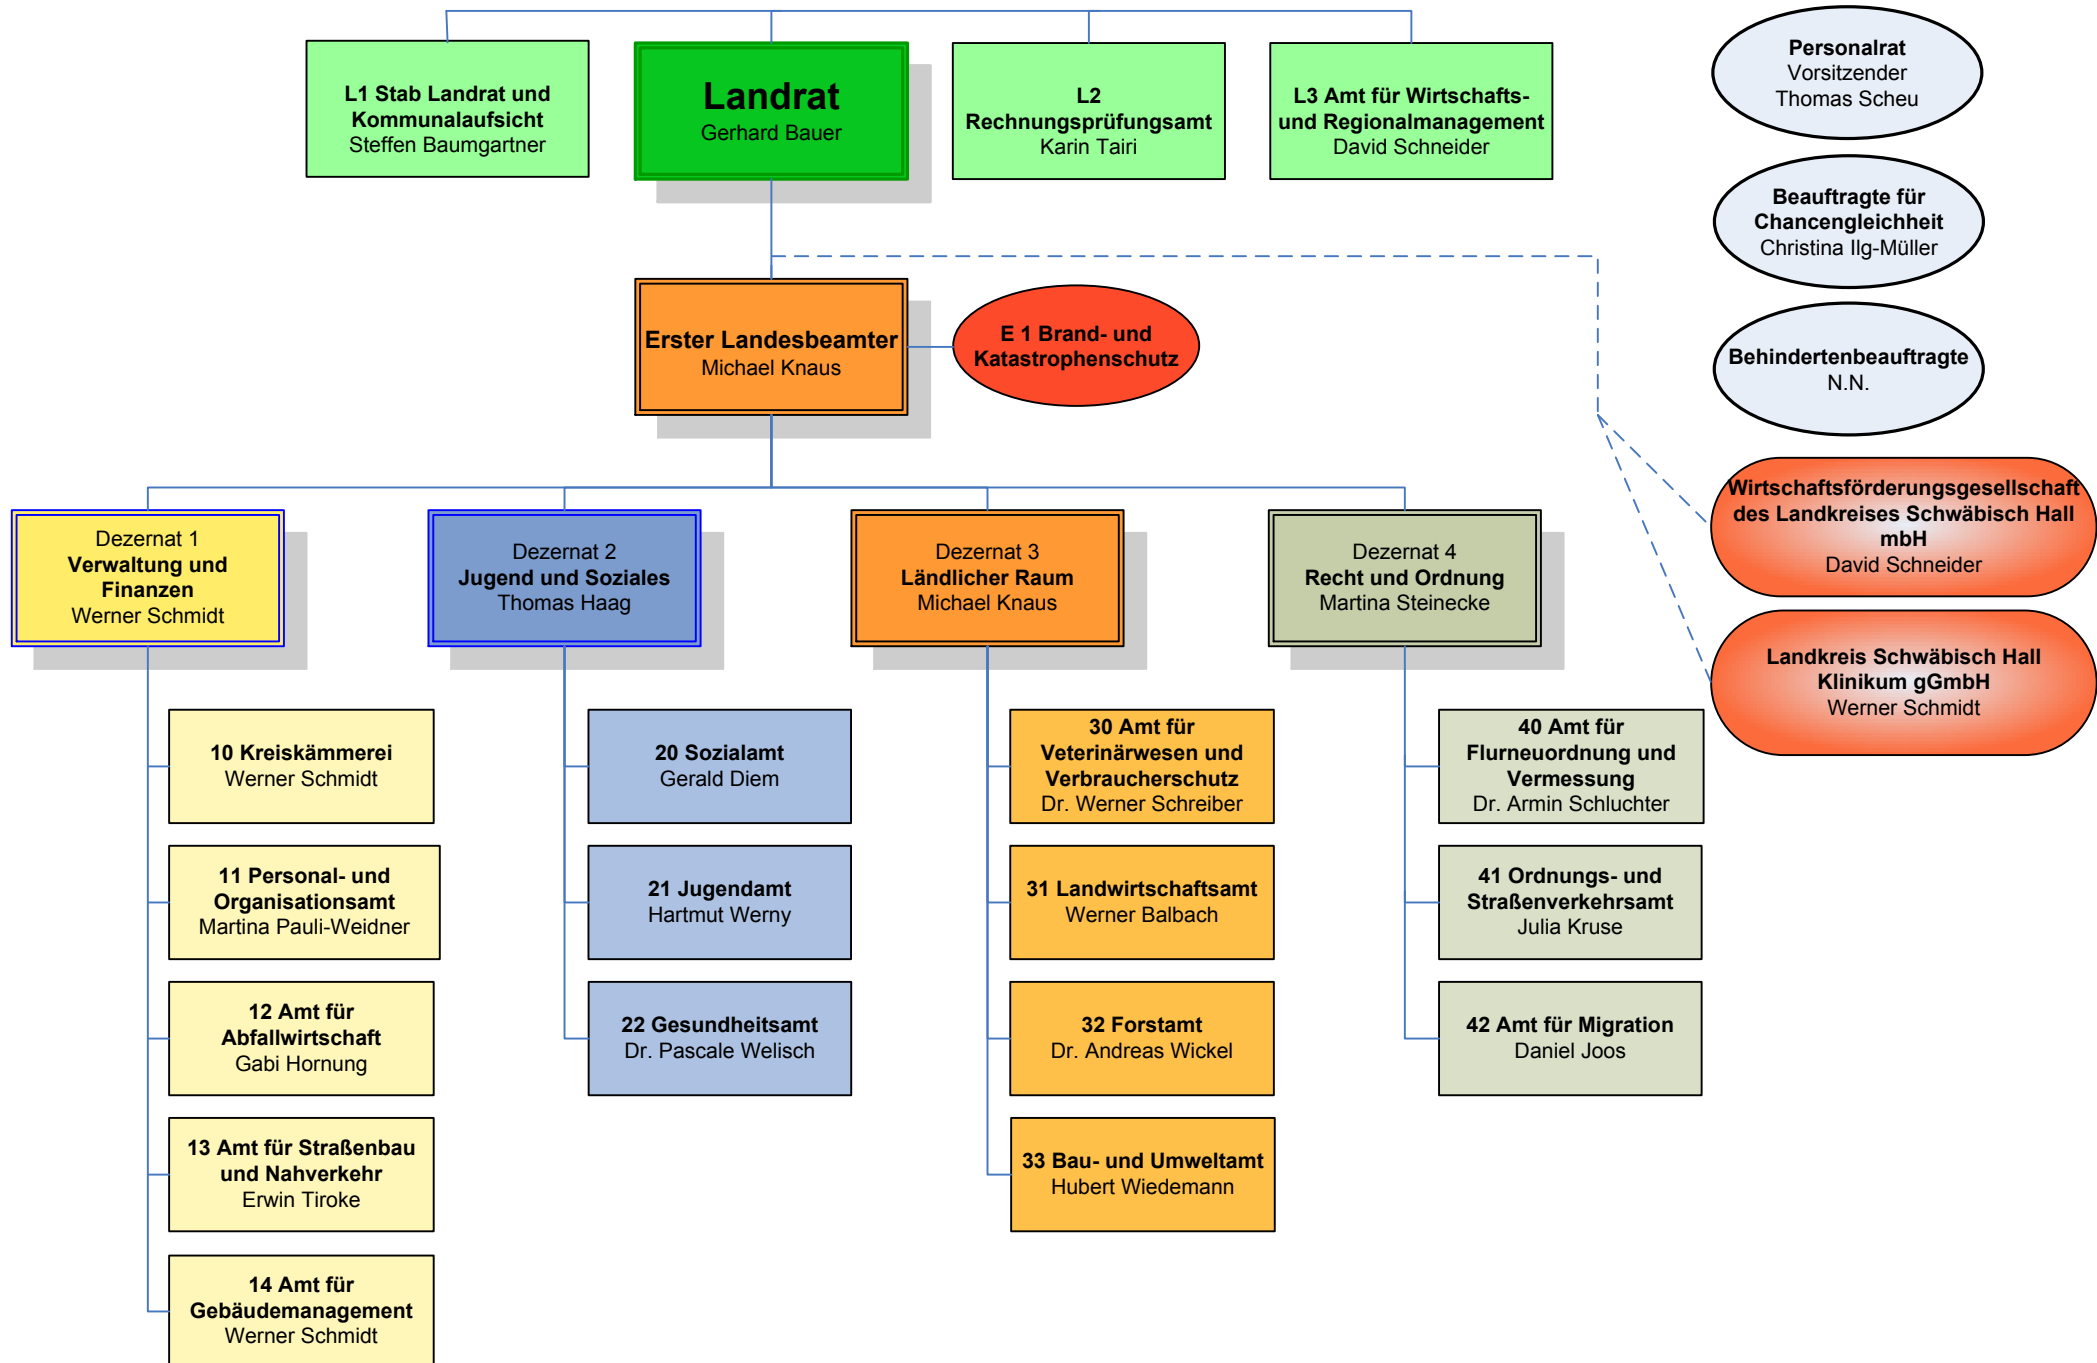 L1 Stab Landrat und
Kommunalaufsicht
Steffen Baumgartner
Landrat
Gerhard Bauer
L2
Rechnungsprüfungsamt
Karin Tairi
L3 Amt für Wirtschafts-
und Regionalmanagement
David Schneider
Personalrat
Vorsitzender
Thomas Scheu
Beauftragte für
Chancengleichheit
Christina Ilg-Müller
Erster Landesbeamter
Michael Knaus
E 1 Brand- und
Katastrophenschutz
Behindertenbeauftragte
N.N.
Wirtschaftsförderungsgesellschaft
des Landkreises Schwäbisch Hall
mbH
David Schneider
Landkreis Schwäbisch Hall
Klinikum gGmbH
Werner Schmidt
Dezernat 1
Verwaltung und
Finanzen
Werner Schmidt
Dezernat 2
Jugend und Soziales
Thomas Haag
Dezernat 3
Ländlicher Raum
Michael Knaus
Dezernat 4
Recht und Ordnung
Martina Steinecke
10 Kreiskämmerei
Werner Schmidt
11 Personal- und
Organisationsamt
Martina Pauli-Weidner
12 Amt für
Abfallwirtschaft
Gabi Hornung
13 Amt für Straßenbau
und Nahverkehr
Erwin Tiroke
14 Amt für
Gebäudemanagement
Werner Schmidt
20 Sozialamt
Gerald Diem
21 Jugendamt
Hartmut Werny
22 Gesundheitsamt
Dr. Pascale Welisch
30 Amt für
Veterinärwesen und
Verbraucherschutz
Dr. Werner Schreiber
31 Landwirtschaftsamt
Werner Balbach
32 Forstamt
Dr. Andreas Wickel
33 Bau- und Umweltamt
Hubert Wiedemann
40 Amt für
Flurneuordnung und
Vermessung
Dr. Armin Schluchter
41 Ordnungs- und
Straßenverkehrsamt
Julia Kruse
42 Amt für Migration
Daniel Joos